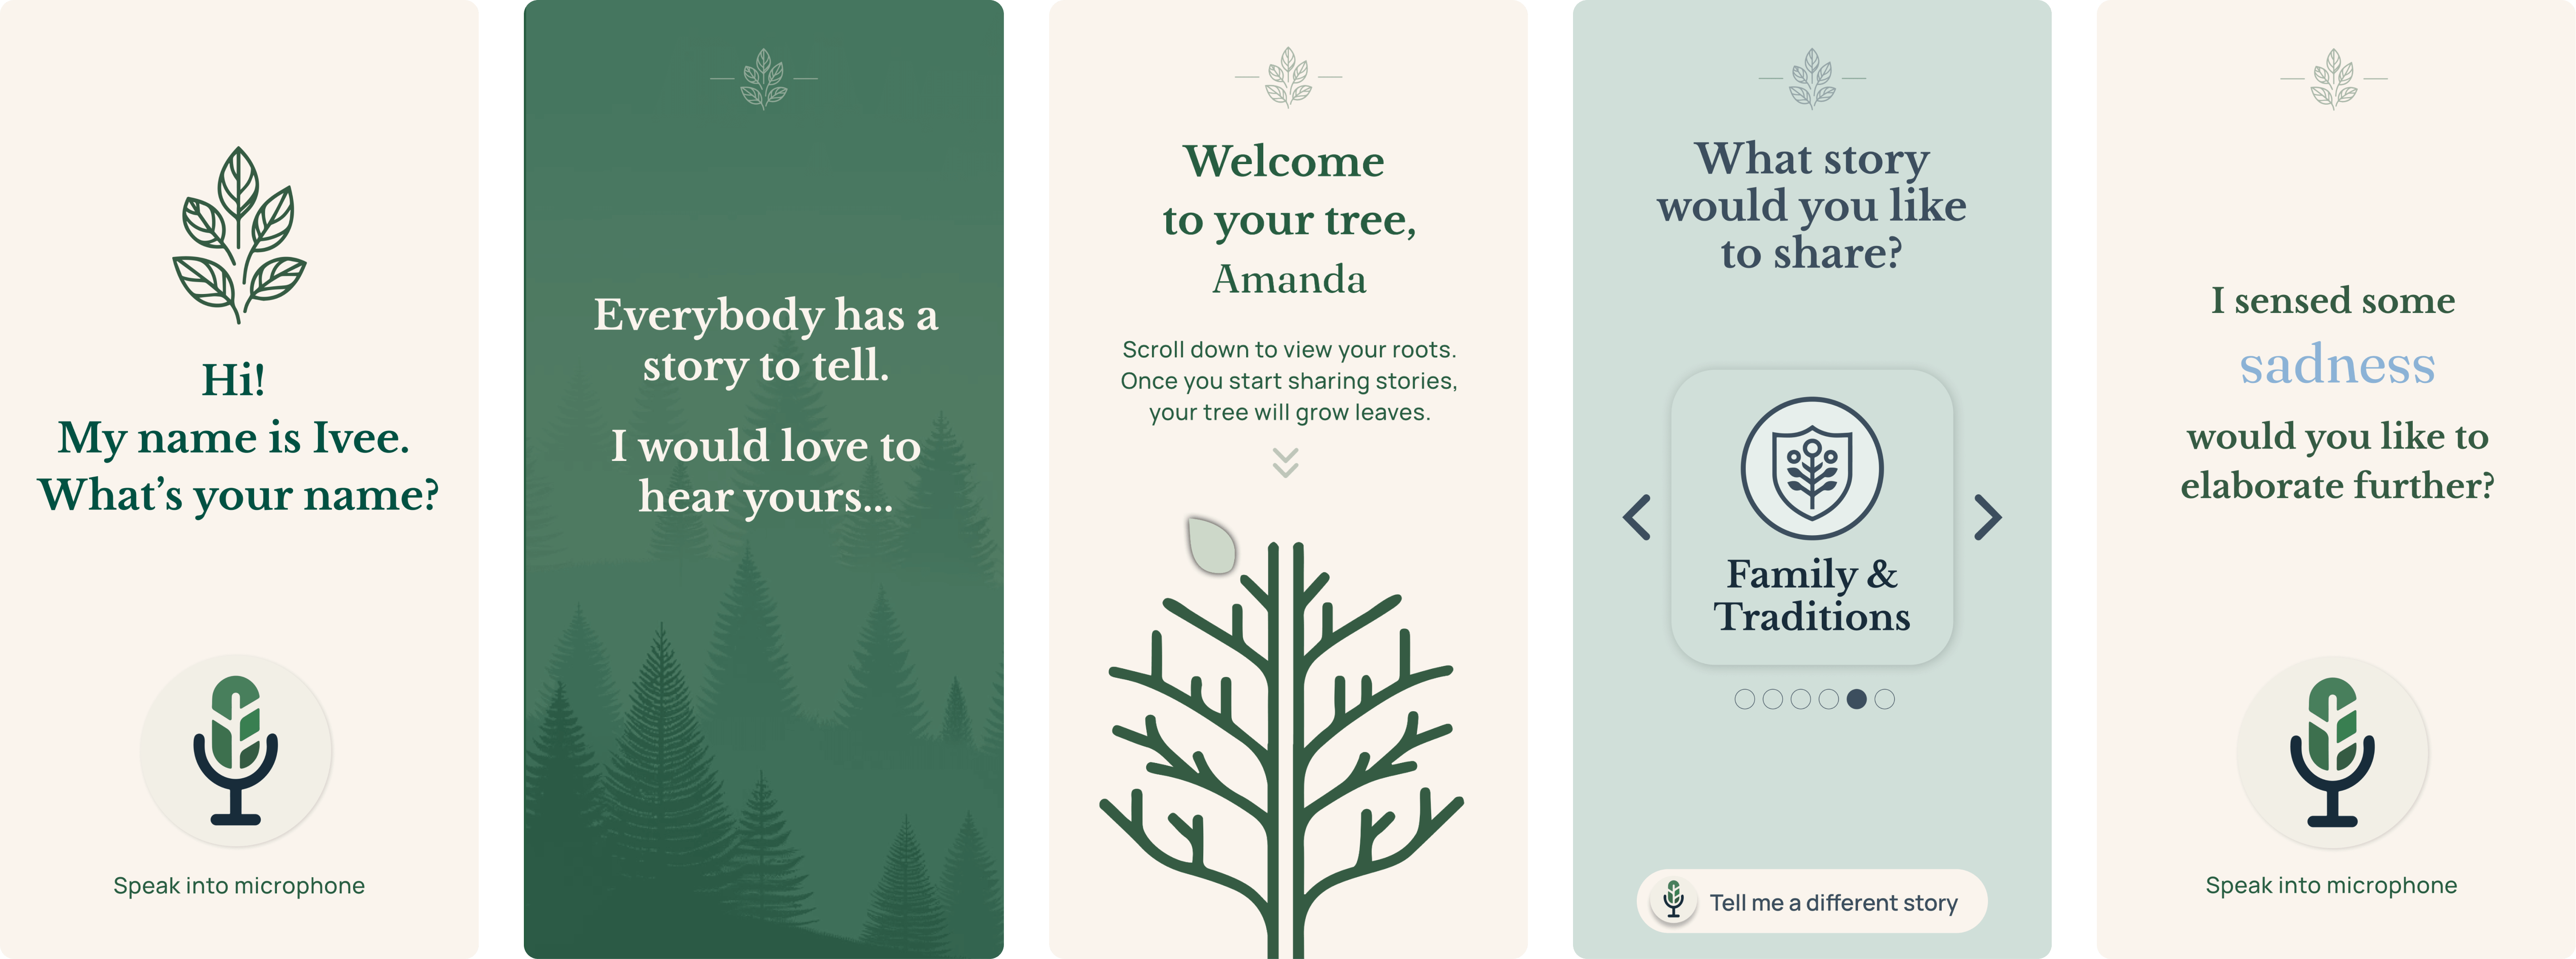 Hi!
My name is Ivee.
What's your name?
Speak into microphone
Everybody has a
story to tell.
I would love to
hear yours...
Welcome
to your tree,
Amanda
Scroll down to view your roots.
Once you start sharing stories,
your tree will grow leaves.
What story
would you like
to share?
Family &
Traditions
Tell me a different story
I sensed some
sadness
would you like to
elaborate further?
Speak into microphone